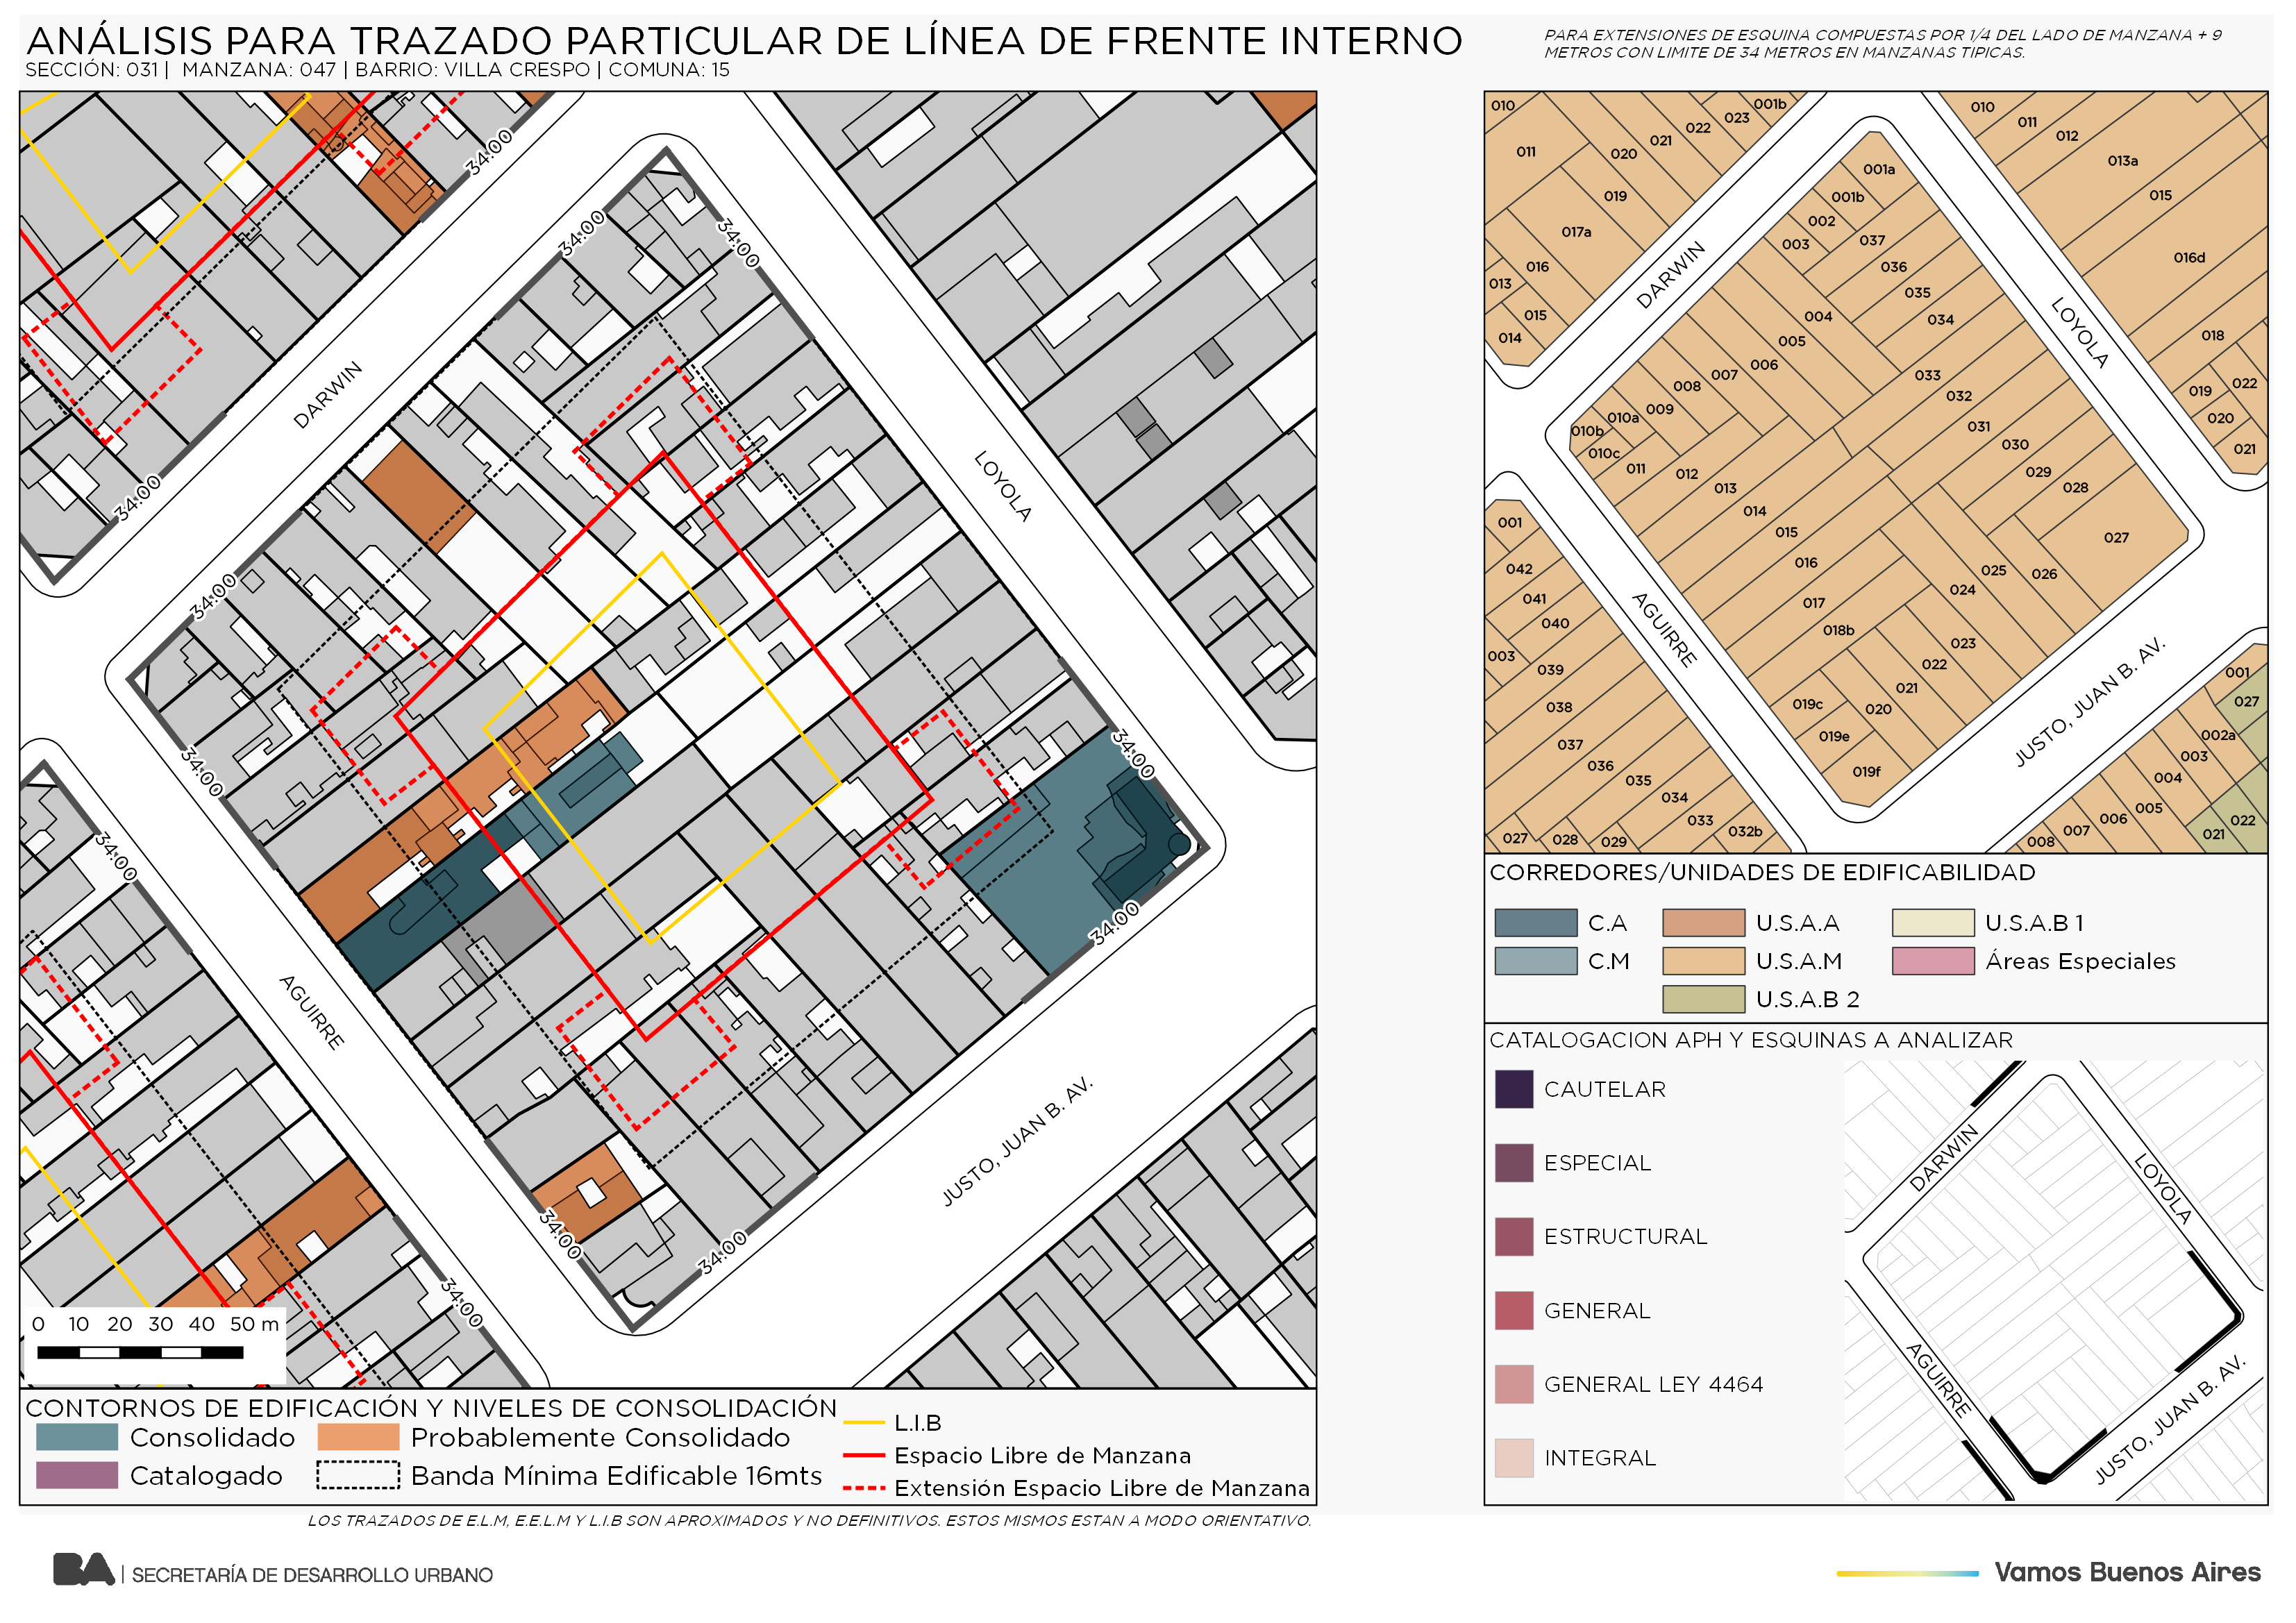 ANÁLISIS PARA TRAZADO PARTICULAR DE LÍNEA DE FRENTE INTERNO
SECCIÓN: 031 | MANZANA: 047 | BARRIO: VILLA CRESPO | COMUNA: 15
PARA EXTENSIONES DE ESQUINA COMPUESTAS POR 1/4 DEL LADO DE MANZANA + 9
METROS CON LIMITE DE 34 METROS EN MANZANAS TIPICAS.
34.00
34.00
34.00
DARWIN
34.00
LOYOLA
34.00
34.00
34.00
34.00
34.00
AGUIRRE
JUSTO, JUAN B. AV.
34.00
34.00
34.00
0 10 20 30 40 50 m
CONTORNOS DE EDIFICACIÓN Y NIVELES DE CONSOLIDACIÓN
Consolidado
Probablemente Consolidado
Catalogado
Banda Mínima Edificable 16mts
L.I.B
Espacio Libre de Manzana
Extensión Espacio Libre de Manzana
LOS TRAZADOS DE E.L.M, E.E.L.M Y L.I.B SON APROXIMADOS Y NO DEFINITIVOS. ESTOS MISMOS ESTAN A MODO ORIENTATIVO.
010
001b
023
022
021
020
011
019
017a
016
013
015
014
DARWIN
010
011
012
013a
015
016d
018
019
022
020
021
LOYOLA
001a
001b
002
003
037
036
035
034
004
005
006
007
008
009
010a
010b
010c
011
012
013
014
015
016
017
018b
033
032
031
030
029
028
027
026
025
024
023
022
021
020
019c
019e
019f
001
042
041
040
003
039
038
037
036
035
034
033
032b
027
028
029
AGUIRRE
JUSTO, JUAN B. AV.
001
027
002a
003
004
005
006
007
008
021
022
CORREDORES/UNIDADES DE EDIFICABILIDAD
C.A
U.S.A.A
U.S.A.B 1
C.M
U.S.A.M
Áreas Especiales
U.S.A.B 2
CATALOGACION APH Y ESQUINAS A ANALIZAR
CAUTELAR
ESPECIAL
ESTRUCTURAL
GENERAL
GENERAL LEY 4464
INTEGRAL
DARWIN
LOYOLA
AGUIRRE
JUSTO, JUAN B. AV.
BA | SECRETARÍA DE DESARROLLO URBANO
Vamos Buenos Aires